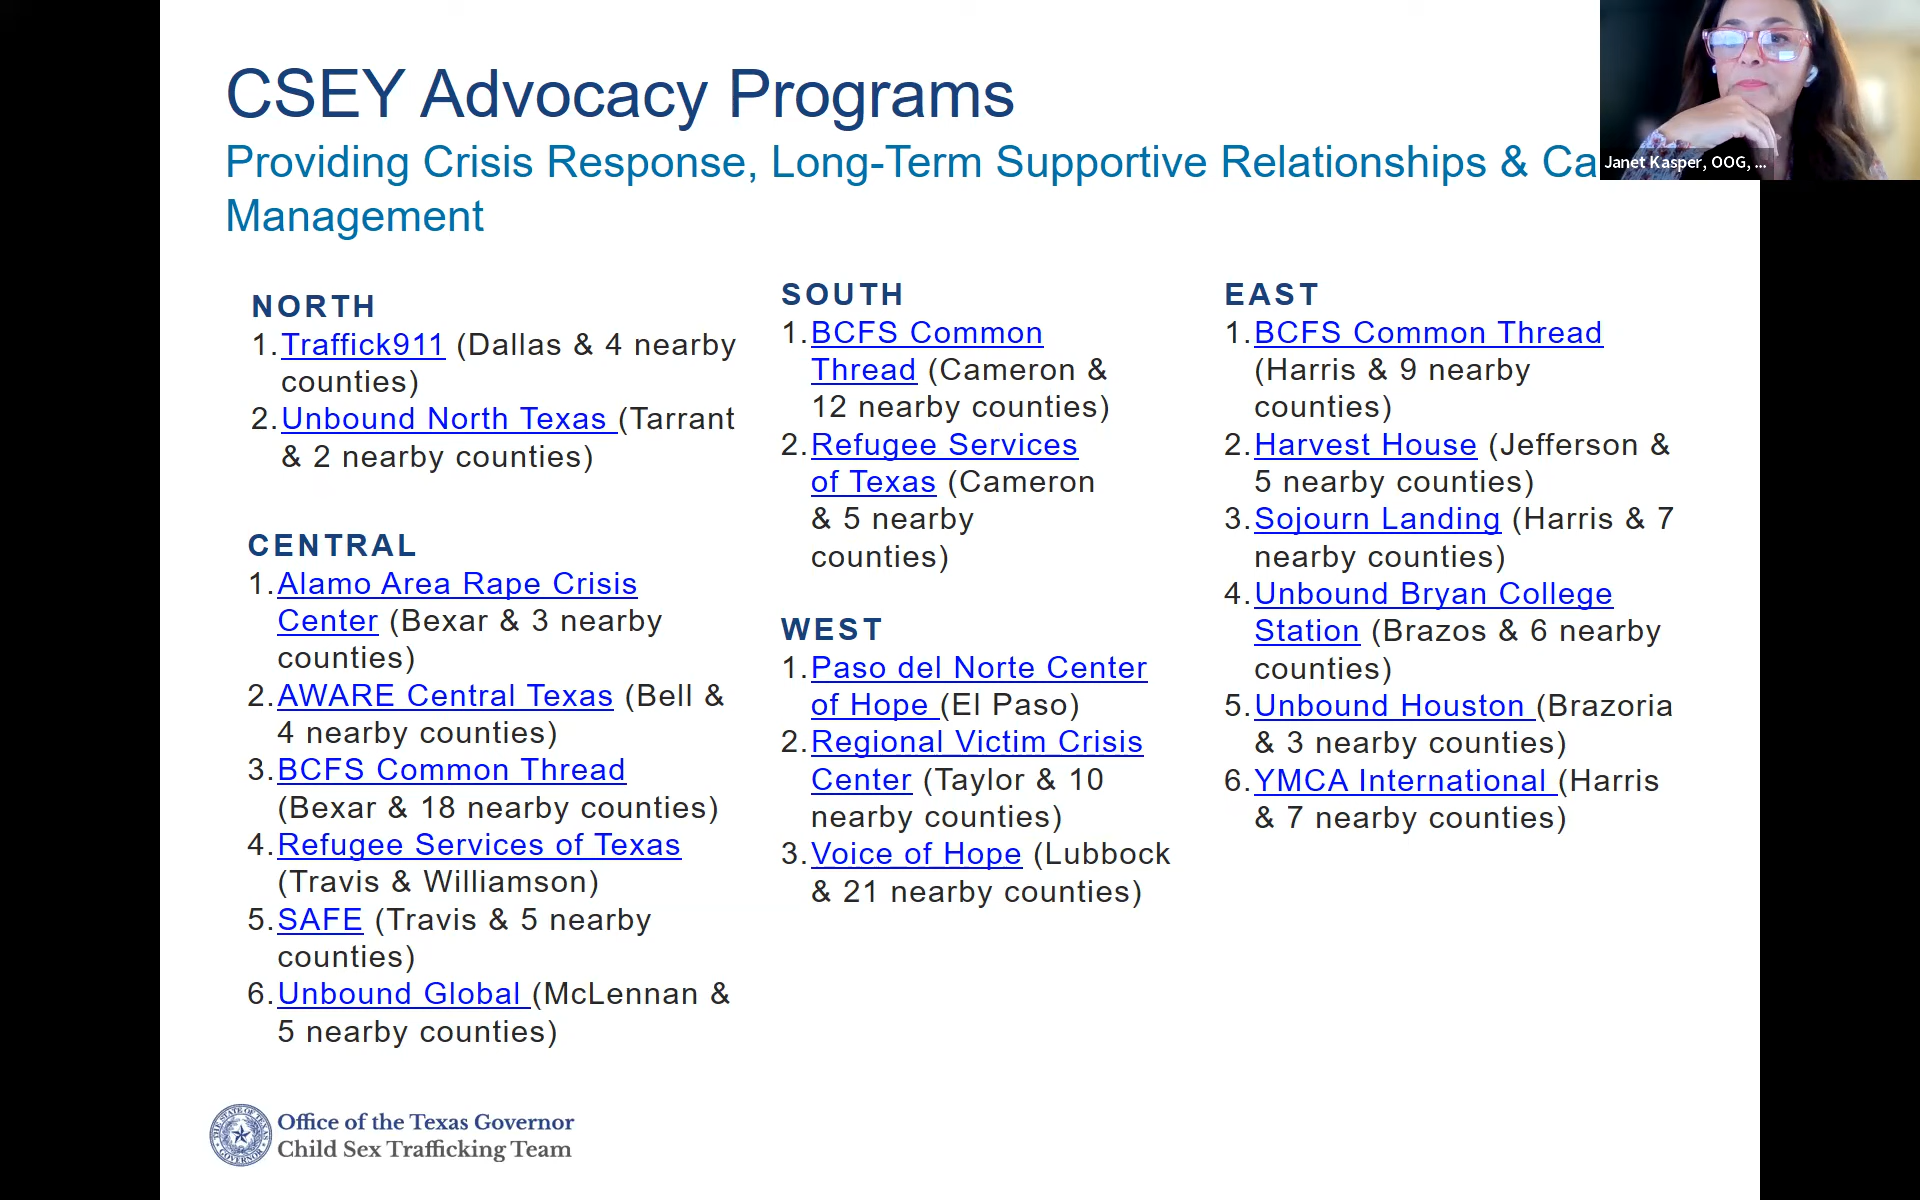 CSEY Advocacy Programs
Providing Crisis Response, Long-Term Supportive Relationships & Ca
Management
NORTH
1. Traffick911 (Dallas & 4 nearby
counties)
2. Unbound North Texas (Tarrant
& 2 nearby counties)
CENTRAL
1. Alamo Area Rape Crisis
Center (Bexar & 3 nearby
counties)
2. AWARE Central Texas (Bell &
4 nearby counties)
3. BCFS Common Thread
(Bexar & 18 nearby counties)
4. Refugee Services of Texas
(Travis & Williamson)
5. SAFE (Travis & 5 nearby
counties)
6. Unbound Global (McLennan &
5 nearby counties)
SOUTH
1. BCFS Common
Thread (Cameron &
12 nearby counties)
2. Refugee Services
of Texas (Cameron
& 5 nearby
counties)
WEST
1. Paso del Norte Center
of Hope (El Paso)
2. Regional Victim Crisis
Center (Taylor & 10
nearby counties)
3. Voice of Hope (Lubbock
& 21 nearby counties)
EAST
1. BCFS Common Thread
(Harris & 9 nearby
counties)
2. Harvest House (Jefferson &
5 nearby counties)
3. Sojourn Landing (Harris & 7
nearby counties)
4. Unbound Bryan College
Station (Brazos & 6 nearby
counties)
5. Unbound Houston (Brazoria
& 3 nearby counties)
6. YMCA International (Harris
& 7 nearby counties)
Janet Kasper, OOG, ...
THE STATE OF TEXAS
GOVERNOR
Office of the Texas Governor
Child Sex Trafficking Team